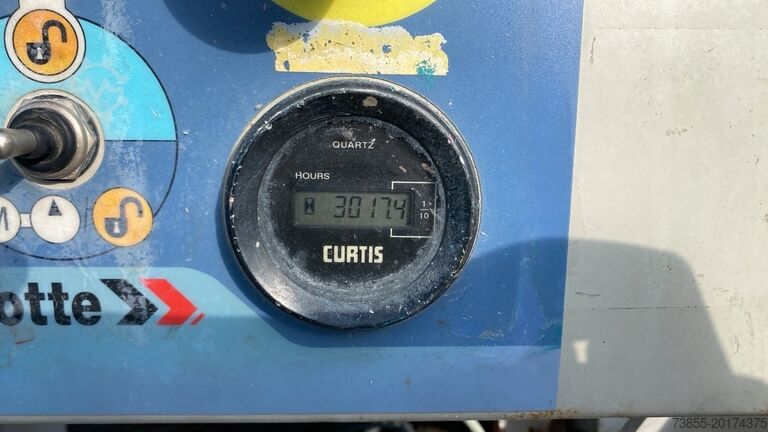 QUARTZ
HOURS
3017.4
1
10
CURTIS
M
otte
73855-20174375